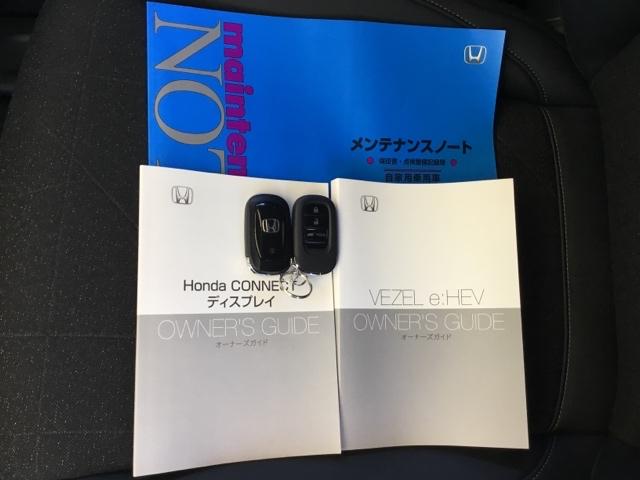 mainten
NOT
メンテナンスノート
保証書・点検整備記録簿
自家用乗用車
Honda CONNECT
ディスプレイ
OWNER'S GUIDE
オーナーズガイド
VEZEL e:HEV
OWNER'S GUIDE
オーナーズガイド